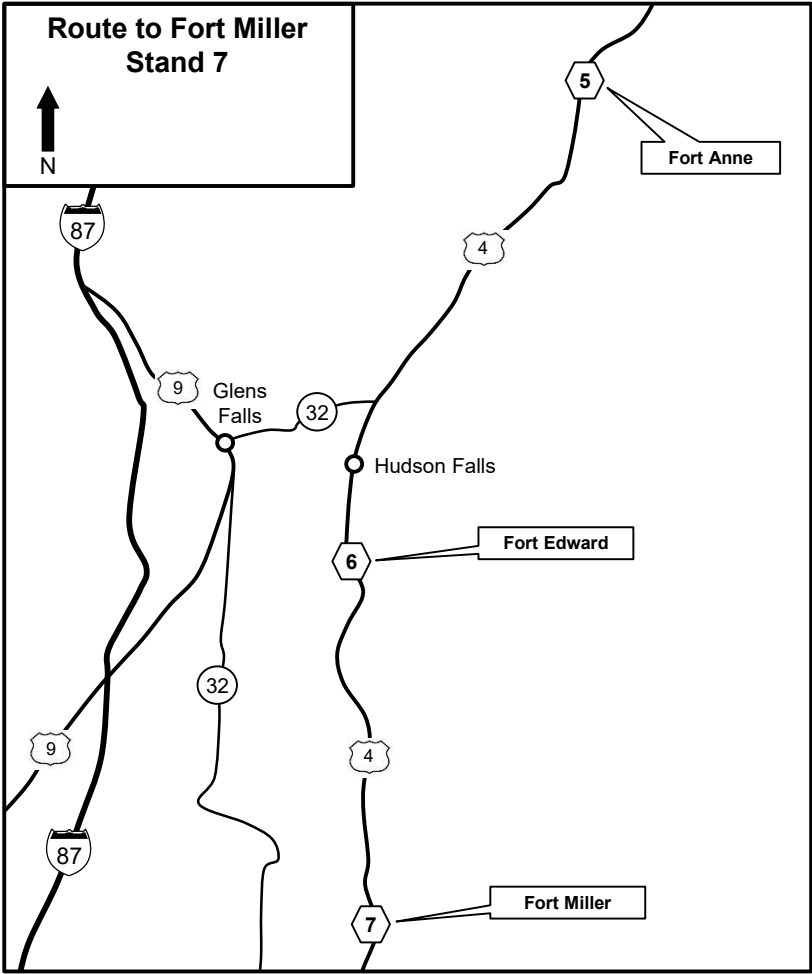 Route to Fort Miller
Stand 7
N
5
Fort Anne
87
4
9
Glens
Falls
32
Hudson Falls
6
Fort Edward
32
9
4
87
7
Fort Miller